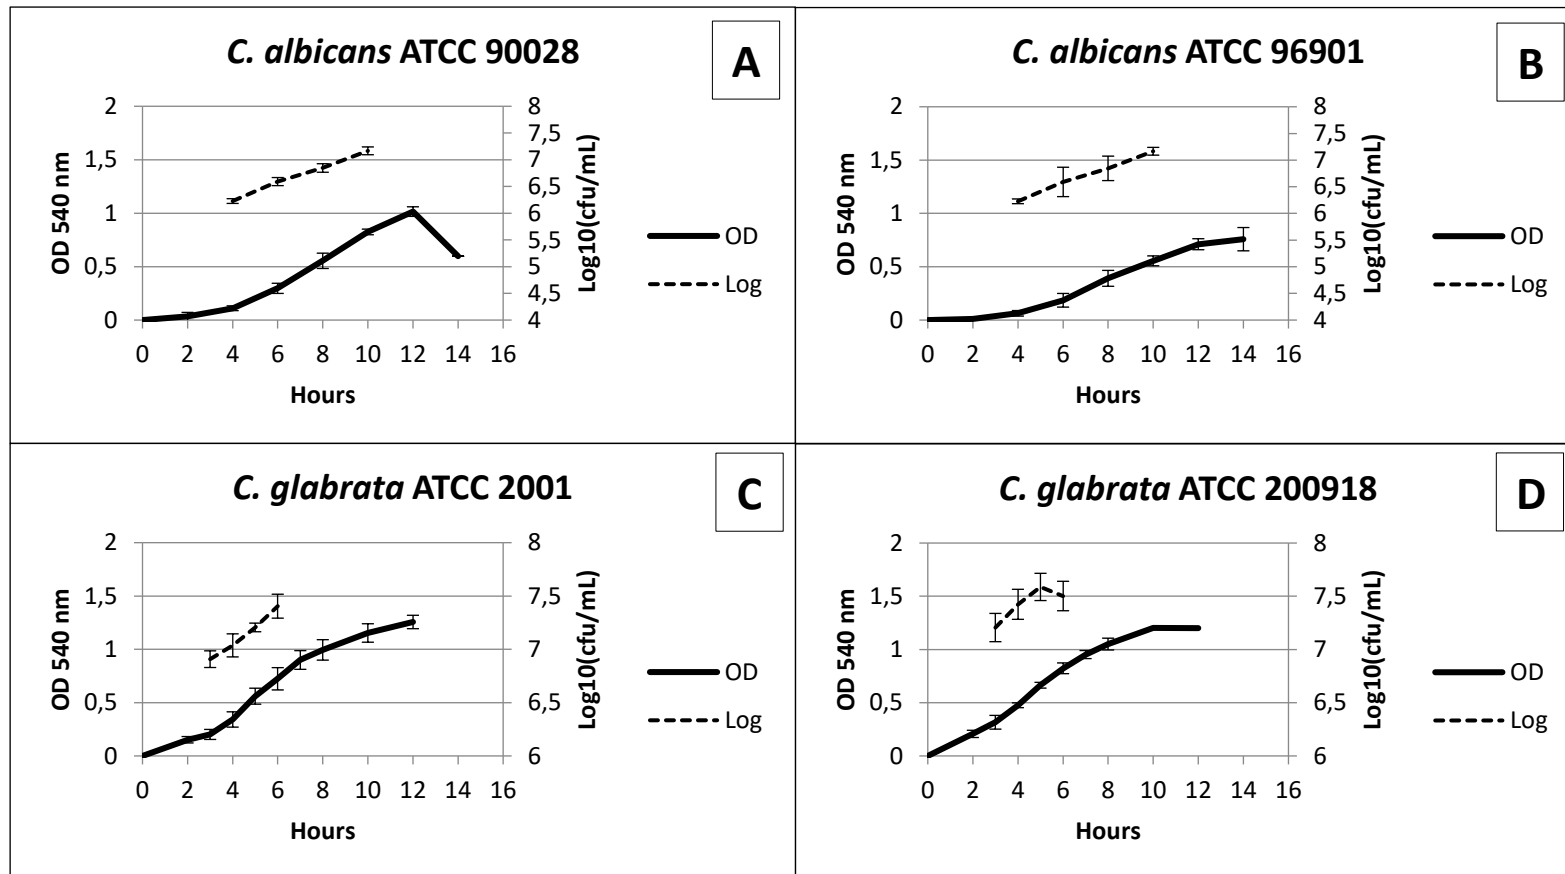 C. albicans ATCC 90028
A
2
1,5
1
0,5
0
OD 540 nm
8
7,5
7
6,5
6
5,5
5
4,5
4
Log10(cfu/mL)
OD
Log
0 2 4 6 8 10 12 14 16
Hours
C. albicans ATCC 96901
B
2
1,5
1
0,5
0
OD 540 nm
8
7,5
7
6,5
6
5,5
5
4,5
4
Log10(cfu/mL)
OD
Log
0 2 4 6 8 10 12 14 16
Hours
C. glabrata ATCC 2001
C
2
1,5
1
0,5
0
OD 540 nm
8
7,5
7
6,5
6
Log10(cfu/mL)
OD
Log
0 2 4 6 8 10 12 14 16
Hours
C. glabrata ATCC 200918
D
2
1,5
1
0,5
0
OD 540 nm
8
7,5
7
6,5
6
Log10(cfu/mL)
OD
Log
0 2 4 6 8 10 12 14 16
Hours